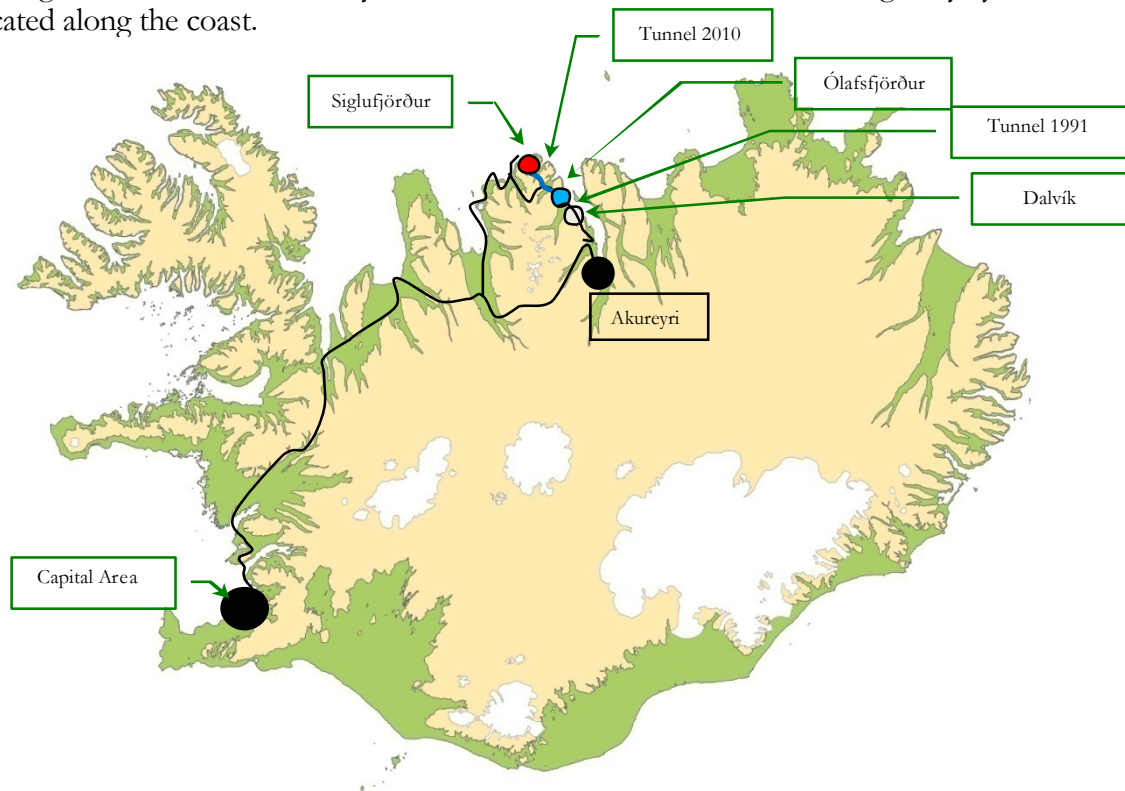 cated along the coast.
Tunnel 2010
Siglufjörður
Ólafsfjörður
Tunnel 1991
Dalvík
Akureyri
Capital Area